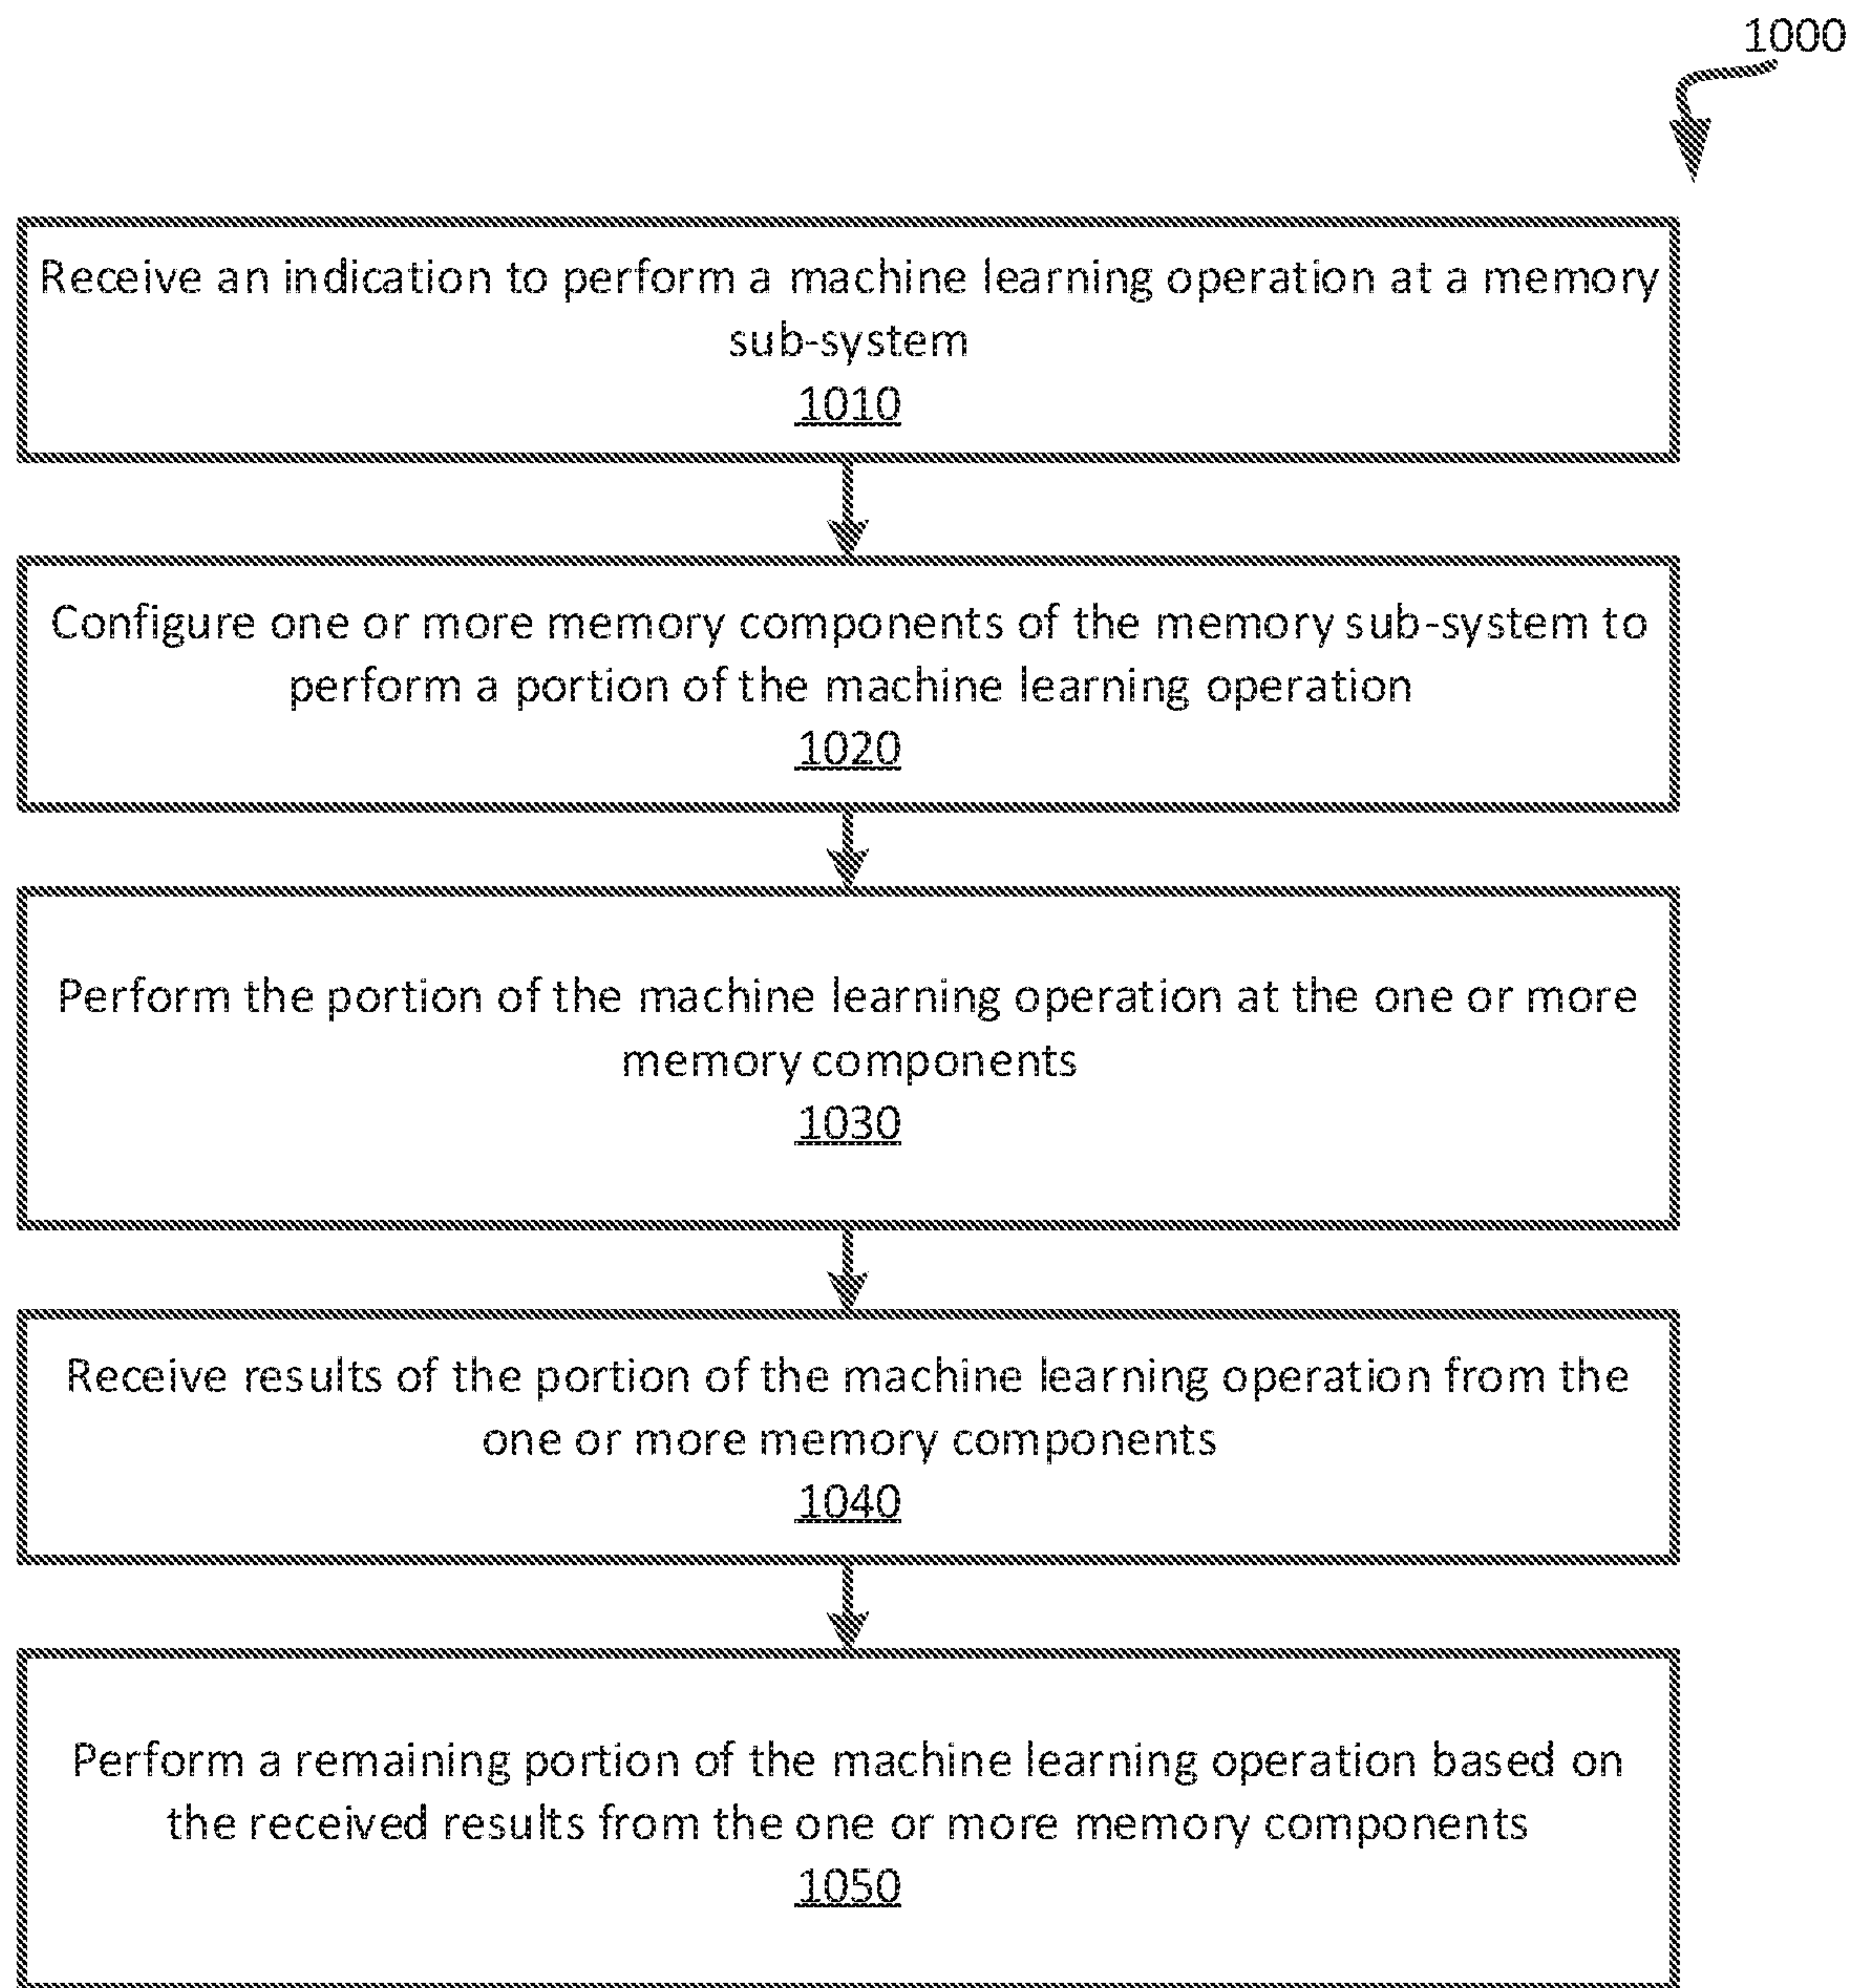 1000
Receive an indication to perform a machine learning operation at a memory
sub-system
1010
Configure one or more memory components of the memory sub-system to
perform a portion of the machine learning operation
1020
Perform the portion of the machine learning operation at the one or more
memory components
1030
Receive results of the portion of the machine learning operation from the
one or more memory components
1040
Perform a remaining portion of the machine learning operation based on
the received results from the one or more memory components
1050